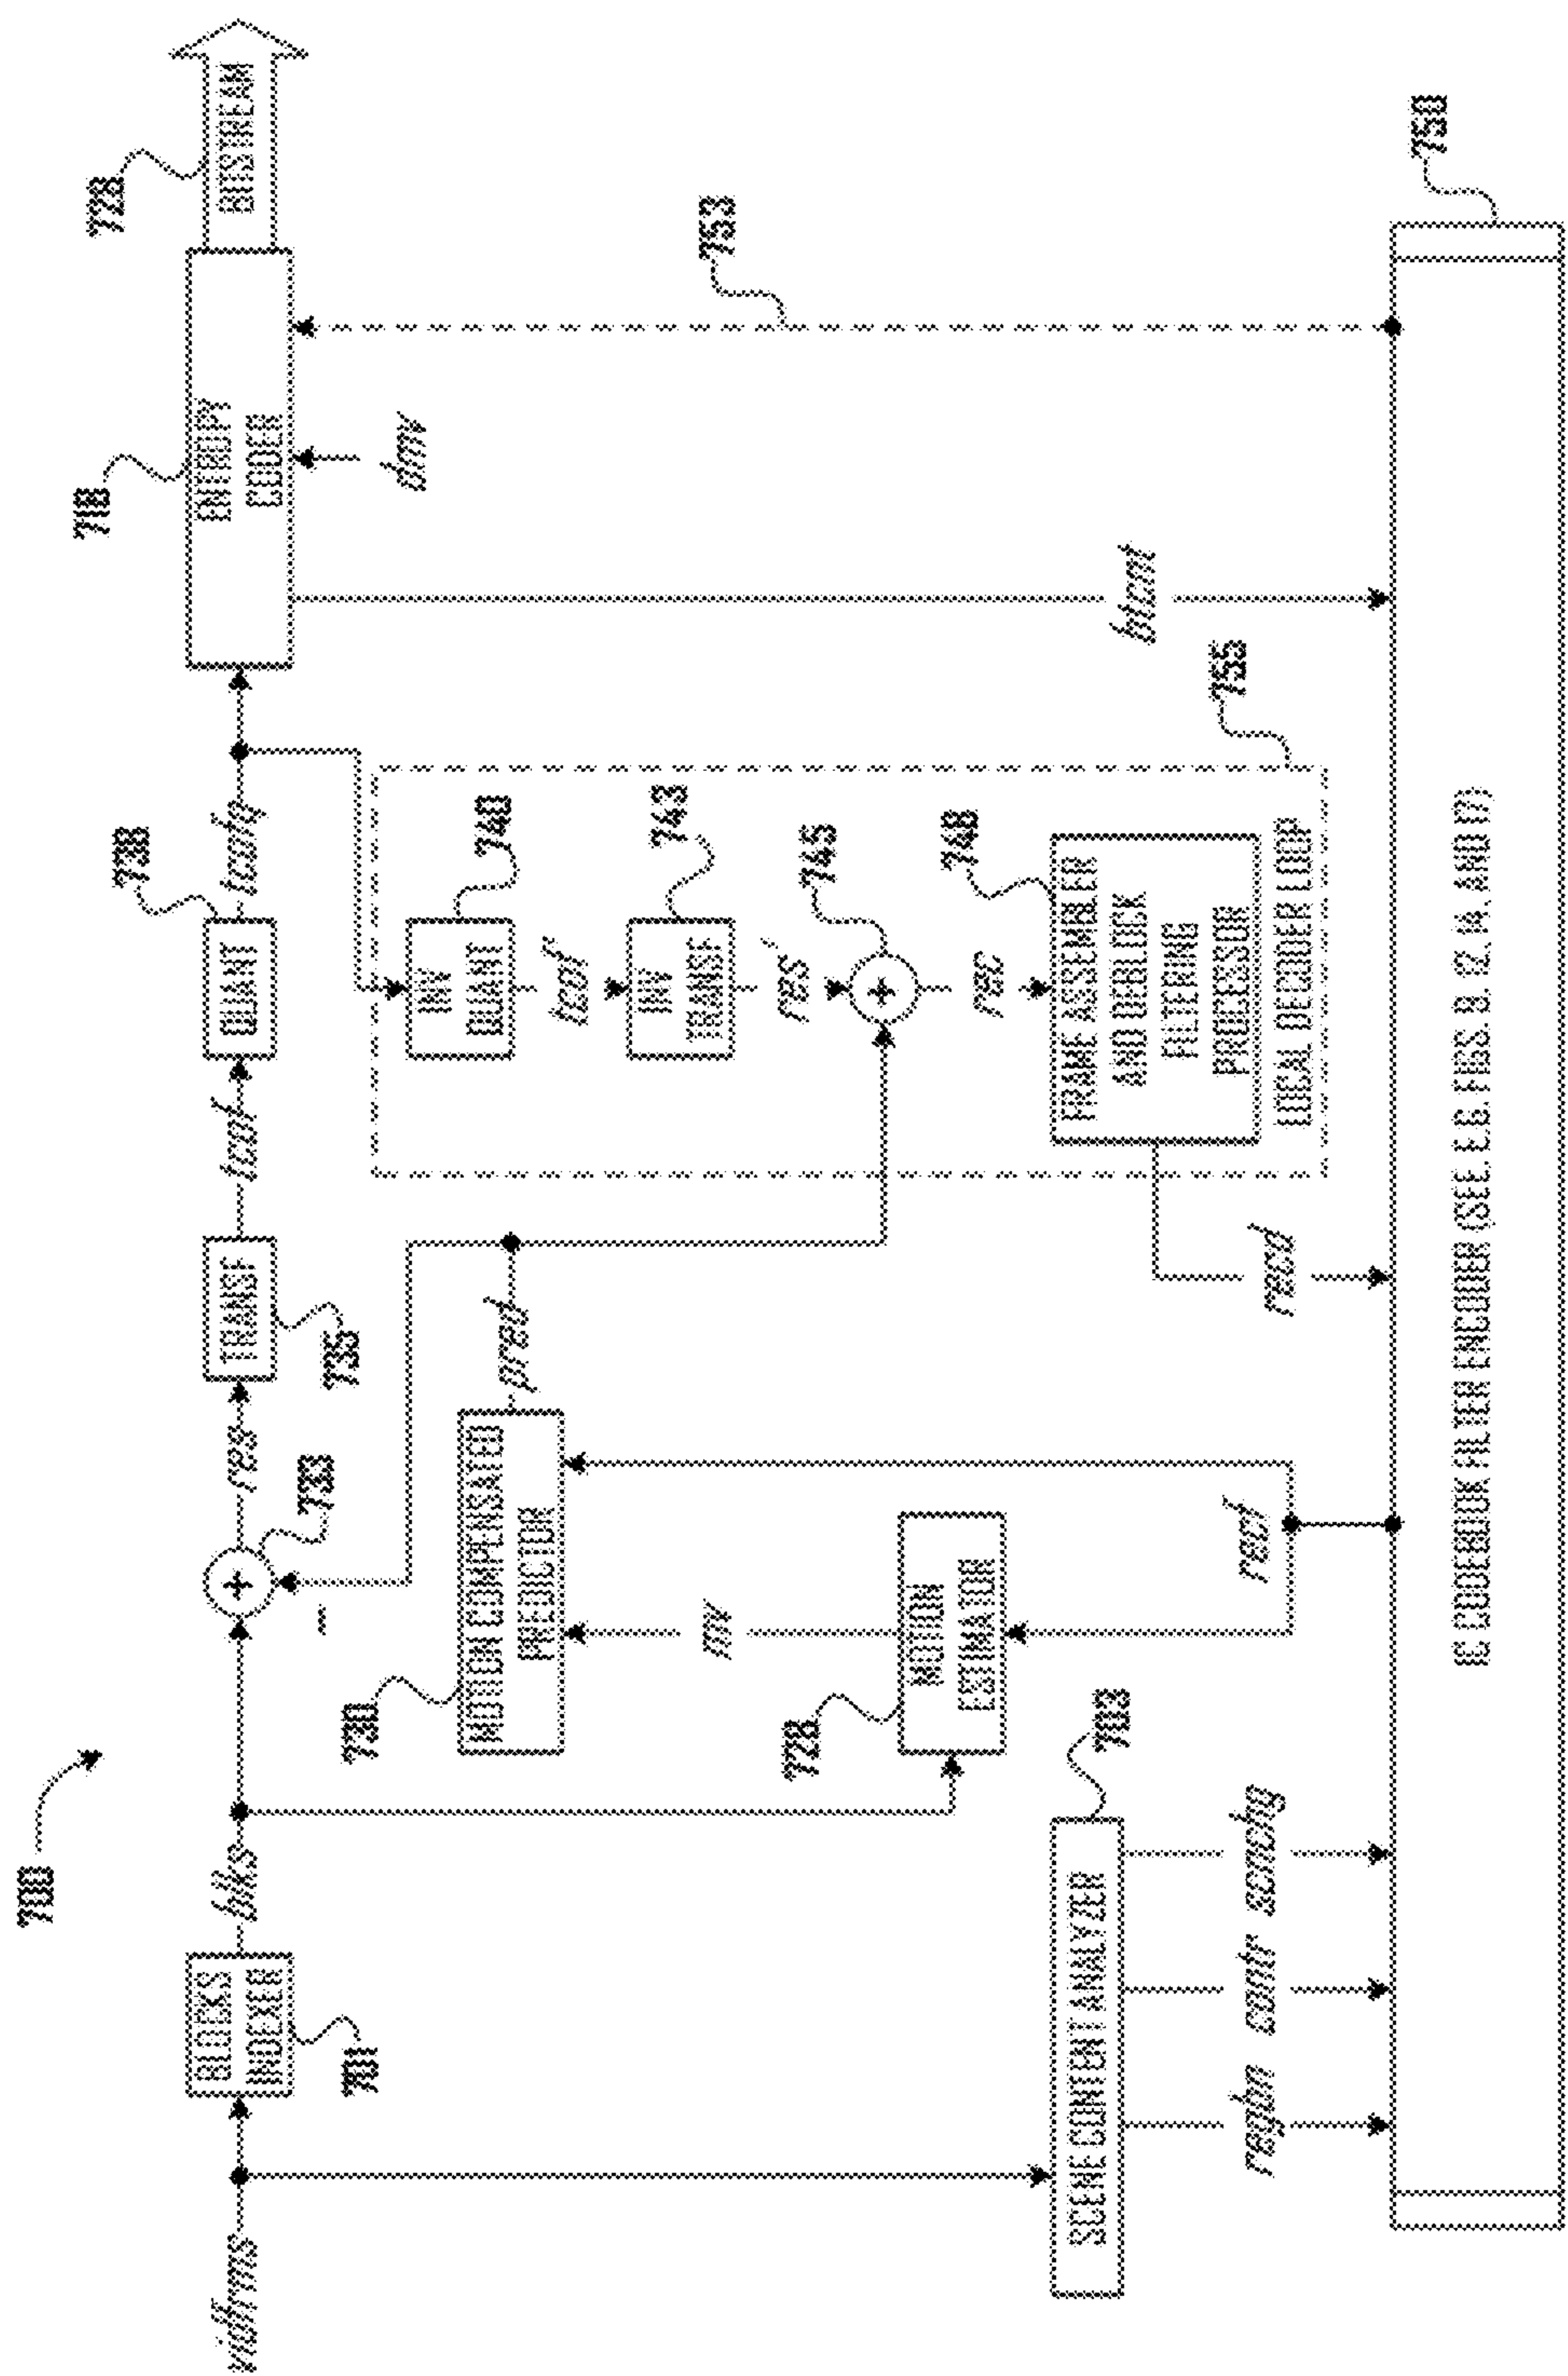 700
728
718
738
vidfrms
BLOCKS
INDEXER
blks
+
res
TRANSF
tcof
QUANT
tcofq
ENTROPY
CODER
BITSTREAM
701
−
733
735
730
MOTION COMPENSATED
PREDICTOR
pred
INV
QUANT
740
dmv
tcof'
INV
TRANSF
743
753
mv
res'
728
MOTION
ESTIMATOR
+
745
rec
748
703
SCENE CONTENT ANALYZER
FRAME ASSEMBLER
AND DEBLOCK
FILTERING
PROCESSOR
LOCAL DECODER LOOP
755
btcnt
regbn
contr
scnchg
recf
recd
750
IC CODEBOOK FILTER ENCODER (SEE, E.G. FIGS. 8, 12, 14, AND 17)